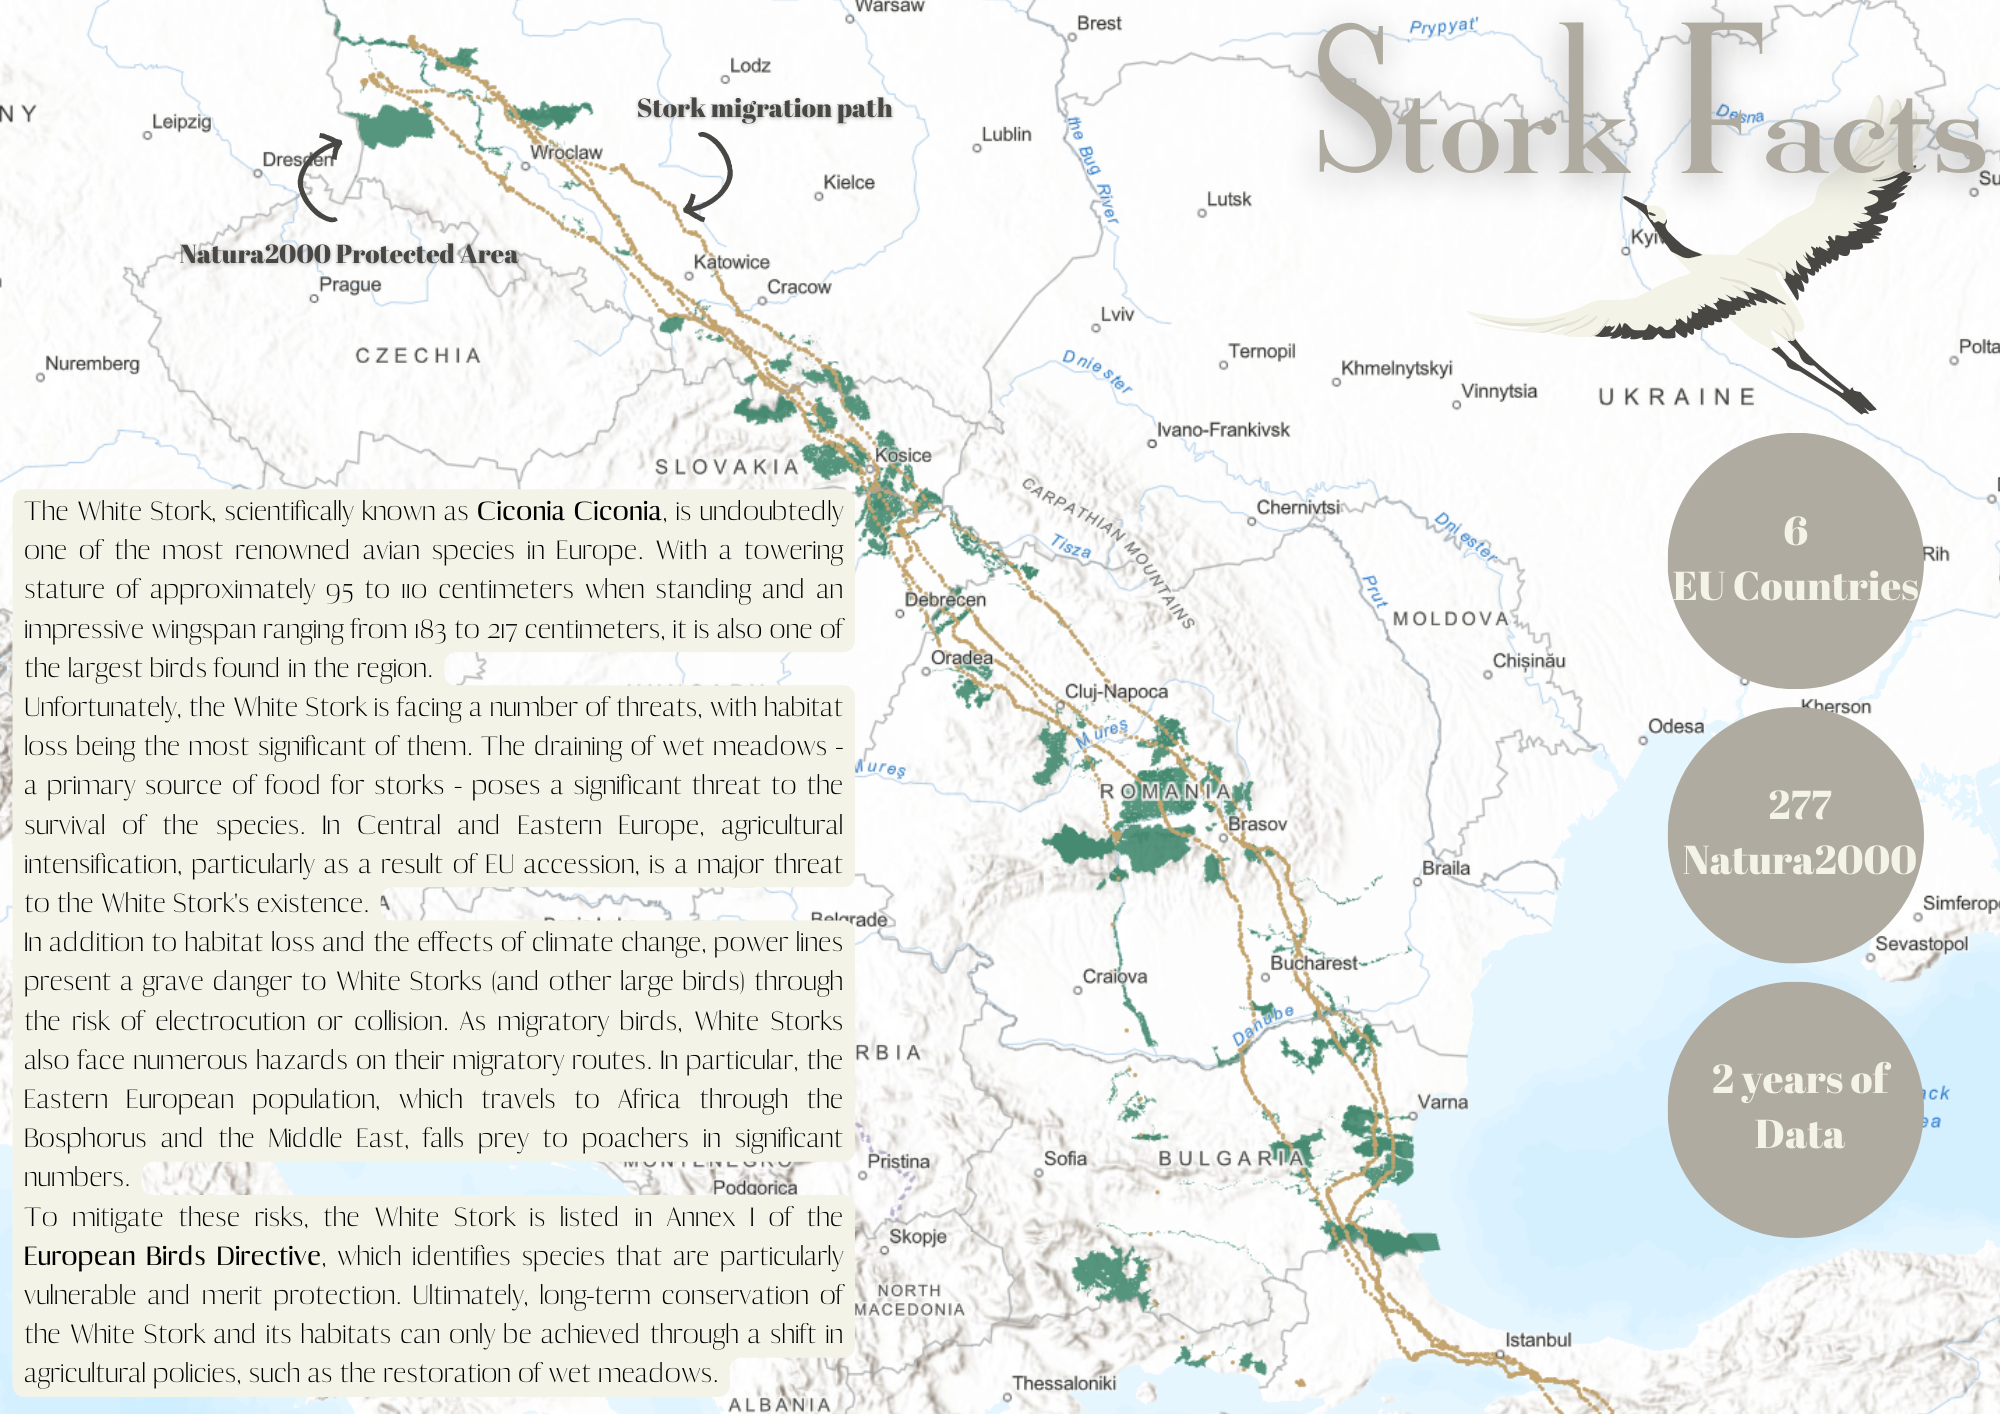 Stork Facts
Stork migration path
Natura2000 Protected Area
The White Stork, scientifically known as Ciconia Ciconia, is undoubtedly
one of the most renowned avian species in Europe. With a towering
stature of approximately 95 to 110 centimeters when standing and an
impressive wingspan ranging from 183 to 217 centimeters, it is also one of
the largest birds found in the region.
Unfortunately, the White Stork is facing a number of threats, with habitat
loss being the most significant of them. The draining of wet meadows -
a primary source of food for storks - poses a significant threat to the
survival of the species. In Central and Eastern Europe, agricultural
intensification, particularly as a result of EU accession, is a major threat
to the White Stork's existence.
In addition to habitat loss and the effects of climate change, power lines
present a grave danger to White Storks (and other large birds) through
the risk of electrocution or collision. As migratory birds, White Storks
also face numerous hazards on their migratory routes. In particular, the
Eastern European population, which travels to Africa through the
Bosphorus and the Middle East, falls prey to poachers in significant
numbers.
To mitigate these risks, the White Stork is listed in Annex I of the
European Birds Directive, which identifies species that are particularly
vulnerable and merit protection. Ultimately, long-term conservation of
the White Stork and its habitats can only be achieved through a shift in
agricultural policies, such as the restoration of wet meadows.
6
EU Countries
277
Natura2000
2 years of
Data
Warsaw
Brest
Prypyat'
Lodz
NY
Leipzig
Desna
Lublin
the Bug River
Dresden
Wroclaw
Kielce
Su
Lutsk
Kyiv
Katowice
Prague
Cracow
Lviv
CZECHIA
Nuremberg
Dniester
Ternopil
Khmelnytskyi
Polta
Vinnytsia
UKRAINE
Ivano-Frankivsk
SLOVAKIA
Kosice
CARPATHIAN MOUNTAINS
Chernivtsi
Dniester
Tisza
Rih
Debrecen
Prut
MOLDOVA
Oradea
Chișinău
Cluj-Napoca
Kherson
Odesa
Mures
Mureș
ROMANIA
Brasov
Braila
Simferop
Belgrade
Sevastopol
Bucharest
Craiova
Danube
RBIA
Varna
ack
ea
Sofia
BULGARIA
Pristina
MONTENEGRO
Podgorica
Skopje
NORTH
MACEDONIA
Istanbul
Thessaloniki
ALBANIA